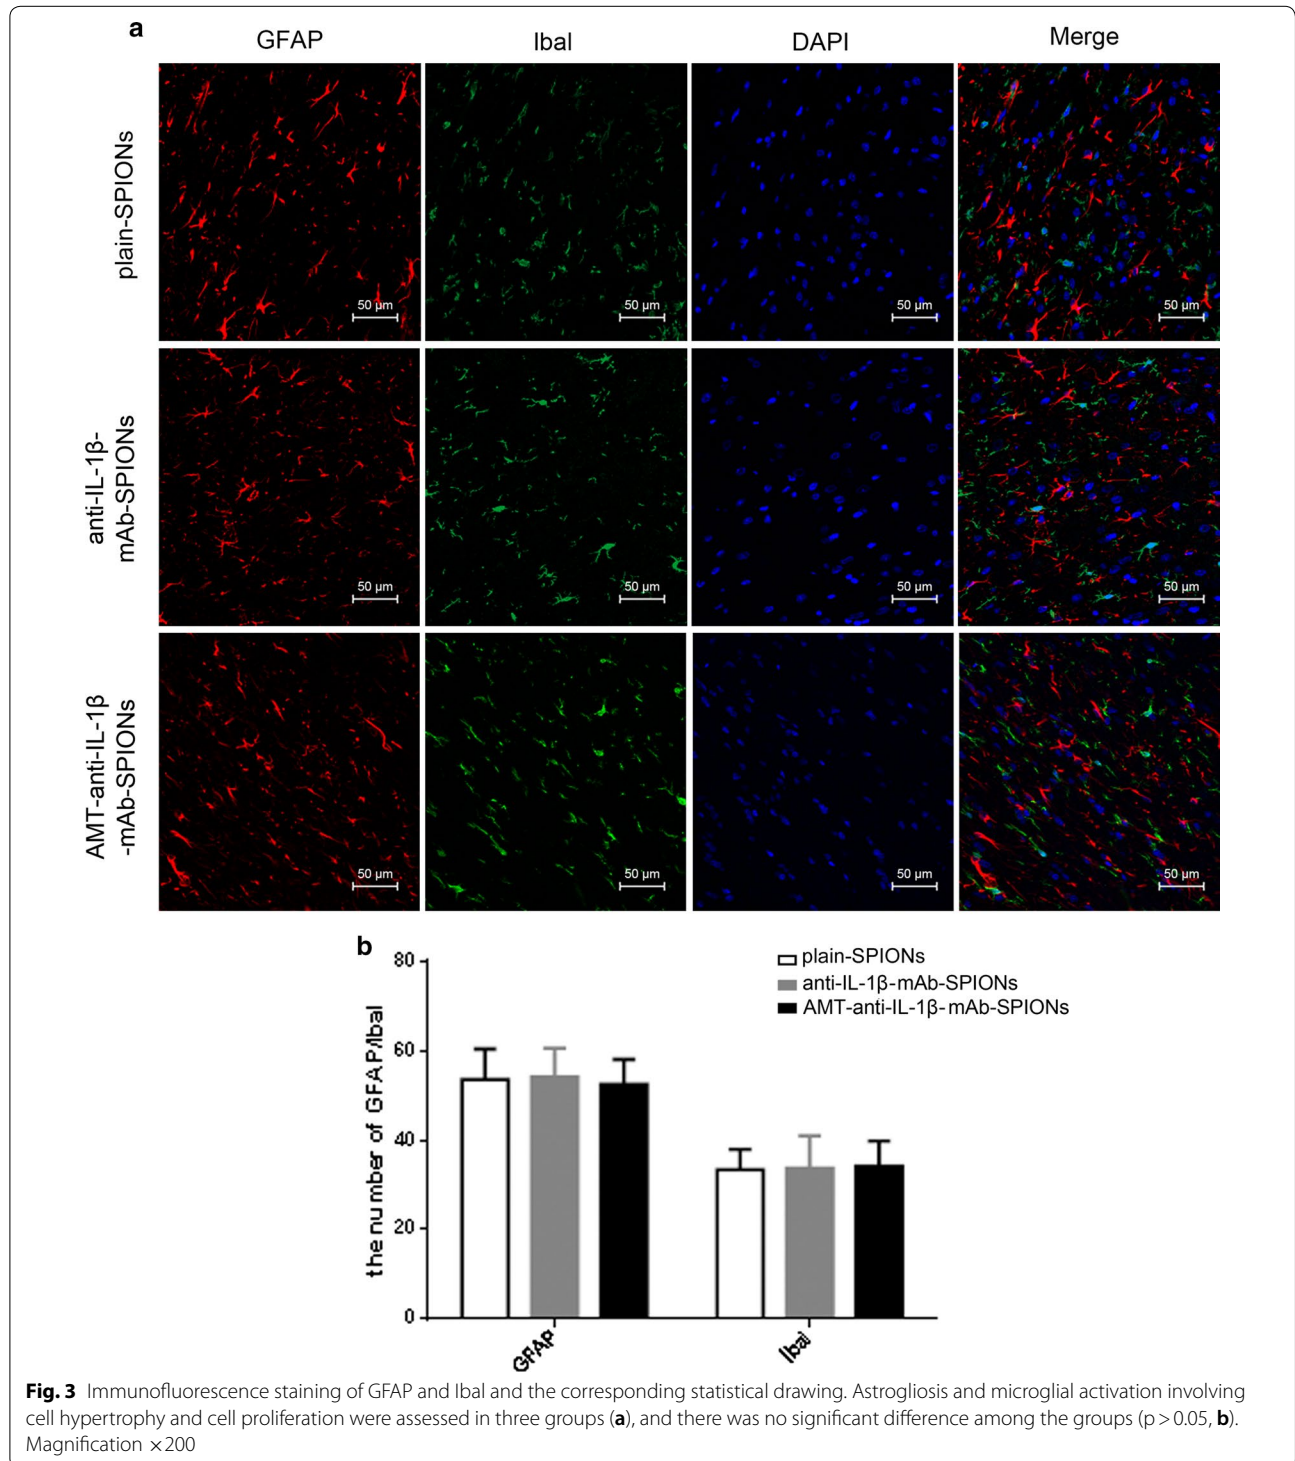 a
GFAP Ibal DAPI Merge
plain-SPIONs
50 µm 50 µm 50 µm 50 µm
anti-IL-1β-
mAb-SPIONs
50 µm 50 µm 50 µm 50 µm
AMT-anti-IL-1β
-mAb-SPIONs
50 µm 50 µm 50 µm 50 µm
b
the number of GFAP/Ibal
80
60
40
20
0
plain-SPIONs
anti-IL-1β-mAb-SPIONs
AMT-anti-IL-1β-mAb-SPIONs
GFAP Ibal
Fig. 3 Immunofluorescence staining of GFAP and Ibal and the corresponding statistical drawing. Astrogliosis and microglial activation involving
cell hypertrophy and cell proliferation were assessed in three groups (a), and there was no significant difference among the groups (p > 0.05, b).
Magnification ×200